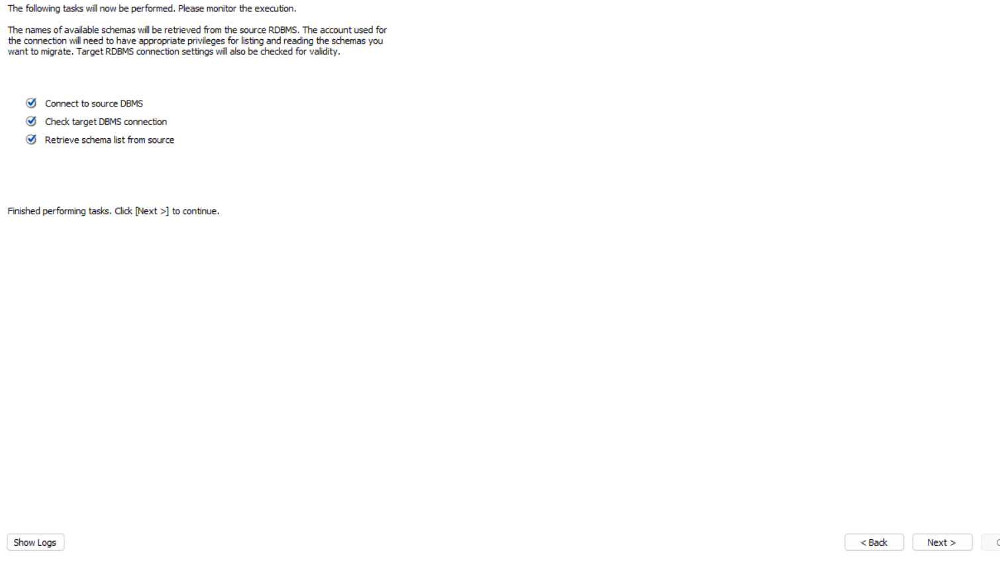 The following tasks will now be performed. Please monitor the execution.
The names of available schemas will be retrieved from the source RDBMS. The account used for
the connection will need to have appropriate privileges for listing and reading the schemas you
want to migrate. Target RDBMS connection settings will also be checked for validity.
Connect to source DBMS
Check target DBMS connection
Retrieve schema list from source
Finished performing tasks. Click [Next >] to continue.
Show Logs
< Back
Next >